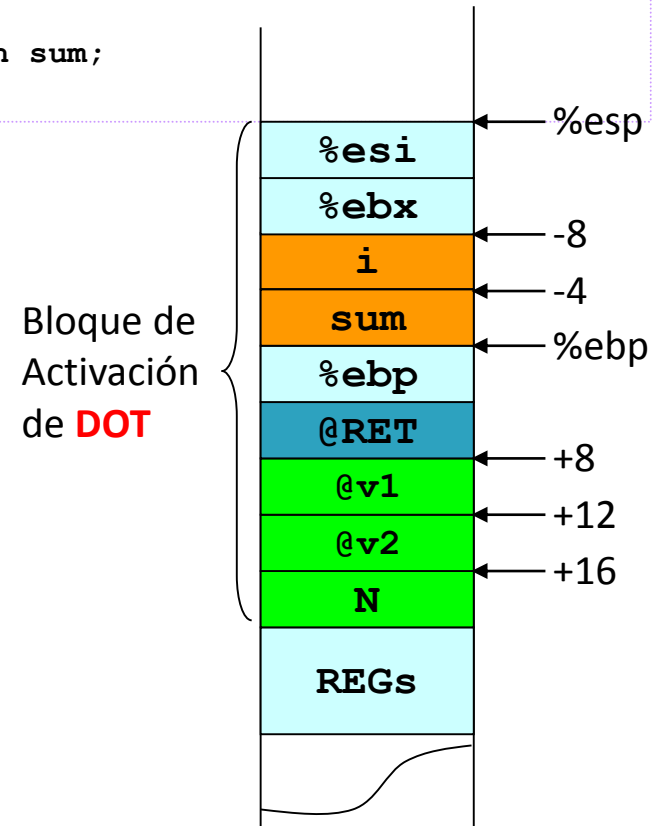 sum;
%esp
%esi
%ebx
-8
i
-4
sum
%ebp
%ebp
@RET
+8
@v1
+12
@v2
+16
N
REGs
Bloque de
Activación
de DOT